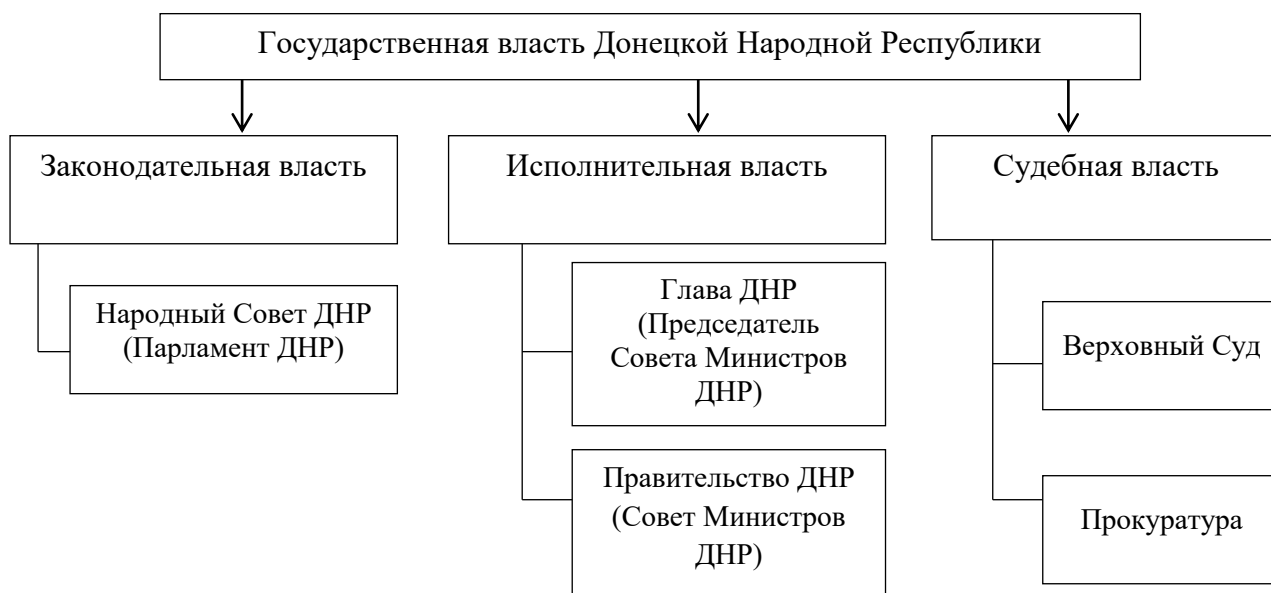 Государственная власть Донецкой Народной Республики
Законодательная власть
Исполнительная власть
Судебная власть
Народный Совет ДНР
(Парламент ДНР)
Глава ДНР
(Председатель
Совета Министров
ДНР)
Верховный Суд
Правительство ДНР
(Совет Министров
ДНР)
Прокуратура